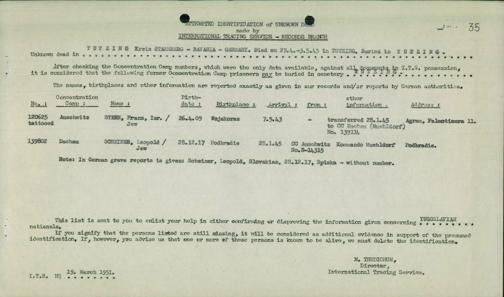 35
ATTEMPTED IDENTIFICATION OF UNKNOWN DEAD
made by
INTERNATIONAL TRACING SERVICE - RECORDS BRANCH
Unknown dead in TUTZING Kreis STARNBERG - BAVARIA - GERMANY. Died on 23.4.-3.5.45 in TUTZING, Buried in TUTZING.
After checking the Concentration Camp numbers, which were the only data available, against all documents in I.T.S. possession,
it is considered that the following former Concentration Camp prisoners may be buried in cemetery TUTZING
The names, birthplaces and other information are reported exactly as given in our records and/or reports by German authorities.
No.: Concentration Camp: Name: Birth-date: Birthplace: Arrival: from: other information: Address:
120625 tattooed Auschwitz STERN, Franz, Isr. / Jew 26.4.09 Wajakurus 7.5.43 - transferred 28.1.45 to CC Dachau (Muehldorf) No. 139134 Agram, Palestinara 11.
139802 Dachau SCHREINER, Leopold / Jew 28.12.17 Podhradie 28.1.45 CC Auschwitz No.B-14315 Kommando Muehldorf Podhradie.
Note: In German grave reports is given: Scheiner, Leopold, Slovakian, 28.12.17, Spiska - without number.
This list is sent to you to enlist your help in either confirming or disproving the information given concerning YUGOSLAVIAN
nationals.
If you signify that the persons listed are still missing, it will be considered as additional evidence in support of the presumed
identification. If, however, you advise us that one or more of these persons is known to be alive, we must delete the identification.
M. THUDICHUM,
Director,
International Tracing Service.
I.T.S. 19. March 1951.